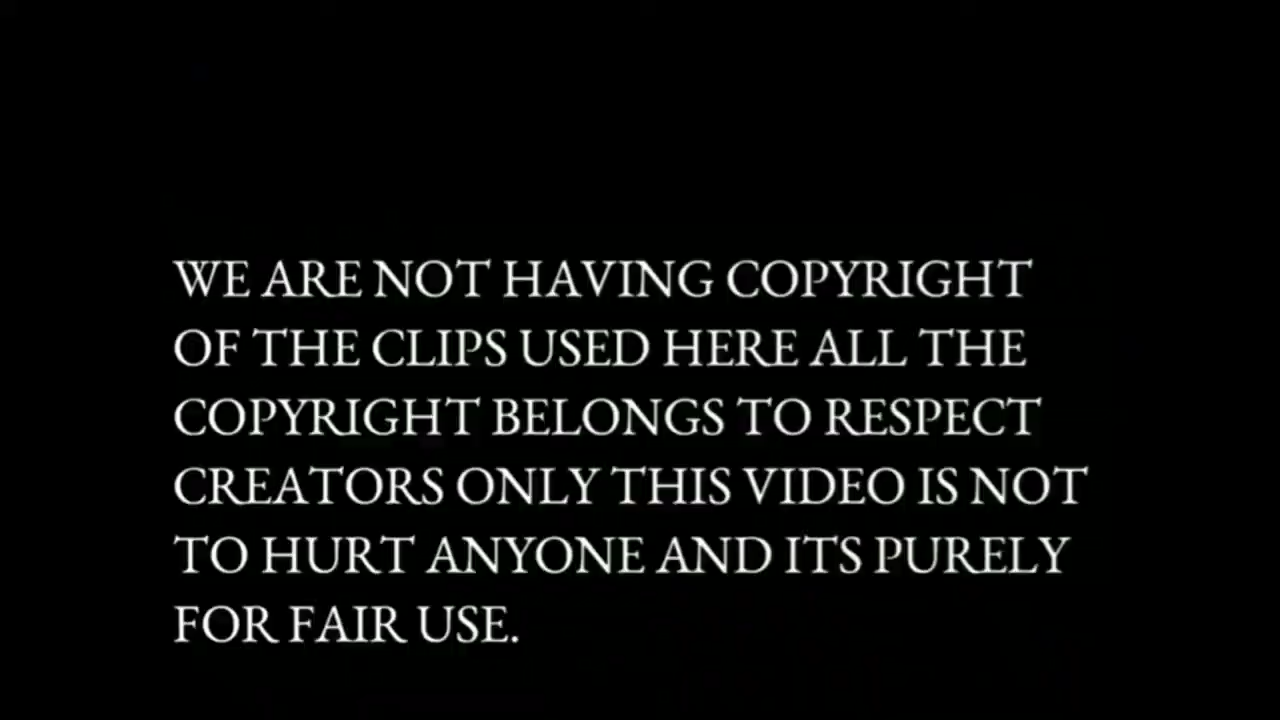 WE ARE NOT HAVING COPYRIGHT
OF THE CLIPS USED HERE ALL THE
COPYRIGHT BELONGS TO RESPECT
CREATORS ONLY THIS VIDEO IS NOT
TO HURT ANYONE AND ITS PURELY
FOR FAIR USE.